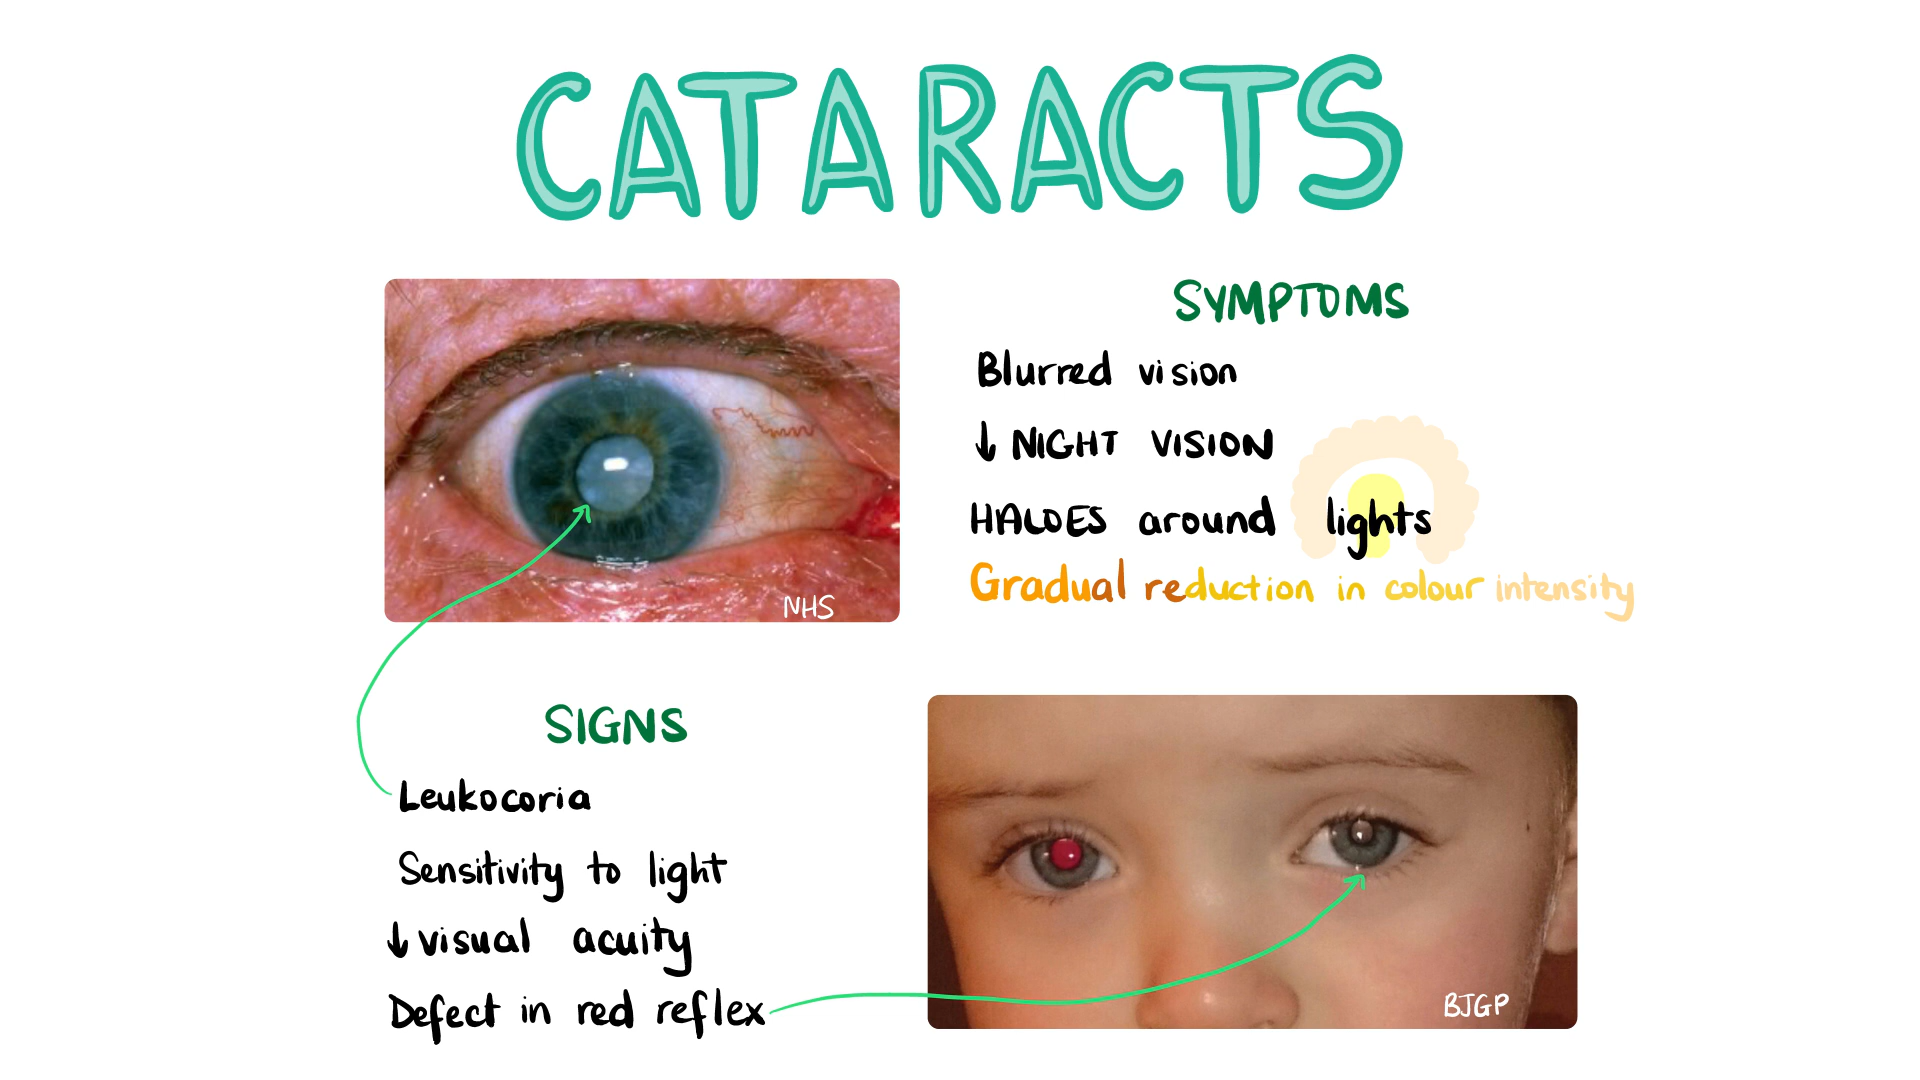 CATARACTS
SYMPTOMS
Blurred vision
↓ NIGHT VISION
HALOES around lights
Gradual reduction in colour intensity
NHS
SIGNS
Leukocoria
Sensitivity to light
↓ visual acuity
Defect in red reflex
BJGP